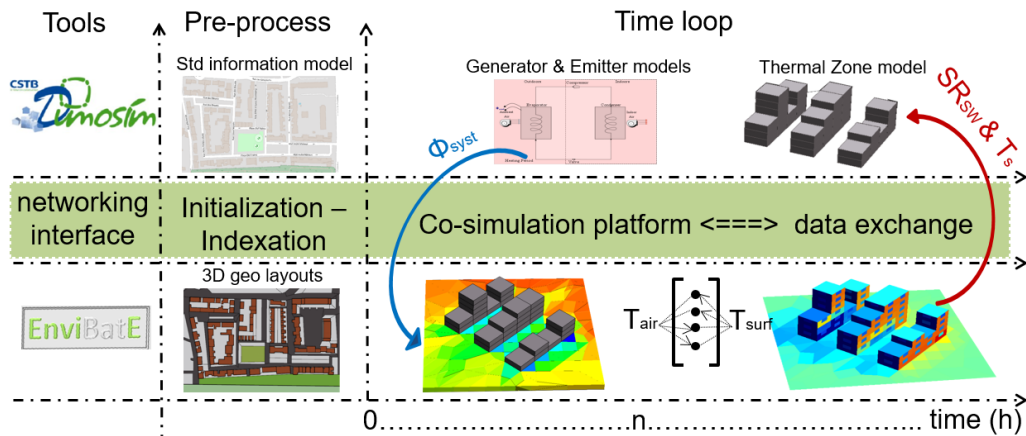 Tools
Pre-process
Time loop
Std information model
Generator & Emitter models
Thermal Zone model
CSTB
Dimosim
Φsyst
SRSW & Ts
networking
interface
Initialization –
Indexation
Co-simulation platform <===> data exchange
3D geo layouts
EnviBatE
Tair
Tsurf
0
n
time (h)